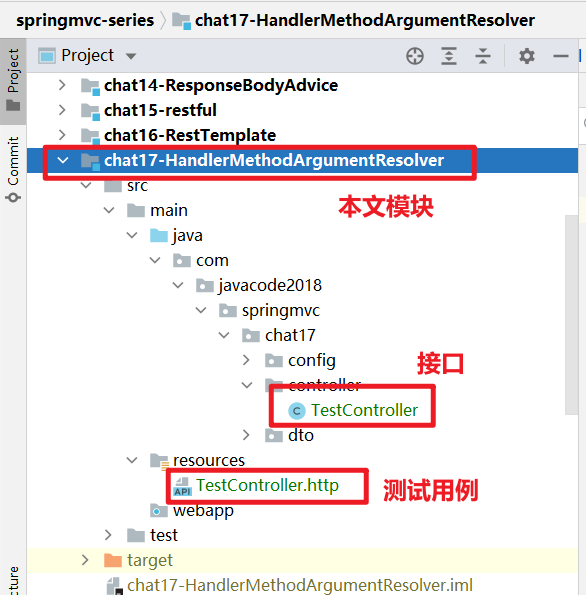 springmvc-series chat17-HandlerMethodArgumentResolver
Project
Project
Commit
chat14-ResponseBodyAdvice
chat15-restful
chat16-RestTemplate
chat17-HandlerMethodArgumentResolver
本文模块
src
main
java
com
javacode2018
springmvc
chat17
config
接口
controller
C TestController
dto
resources
API TestController.http
测试用例
webapp
test
target
chat17-HandlerMethodArgumentResolver.iml